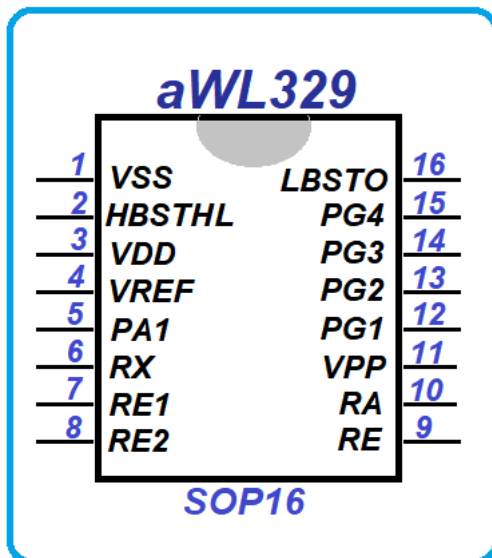 aWL329
1 VSS LBSTO 16
2 HBSTHL PG4 15
3 VDD PG3 14
4 VREF PG2 13
5 PA1 PG1 12
6 RX VPP 11
7 RE1 RA 10
8 RE2 RE 9
SOP16